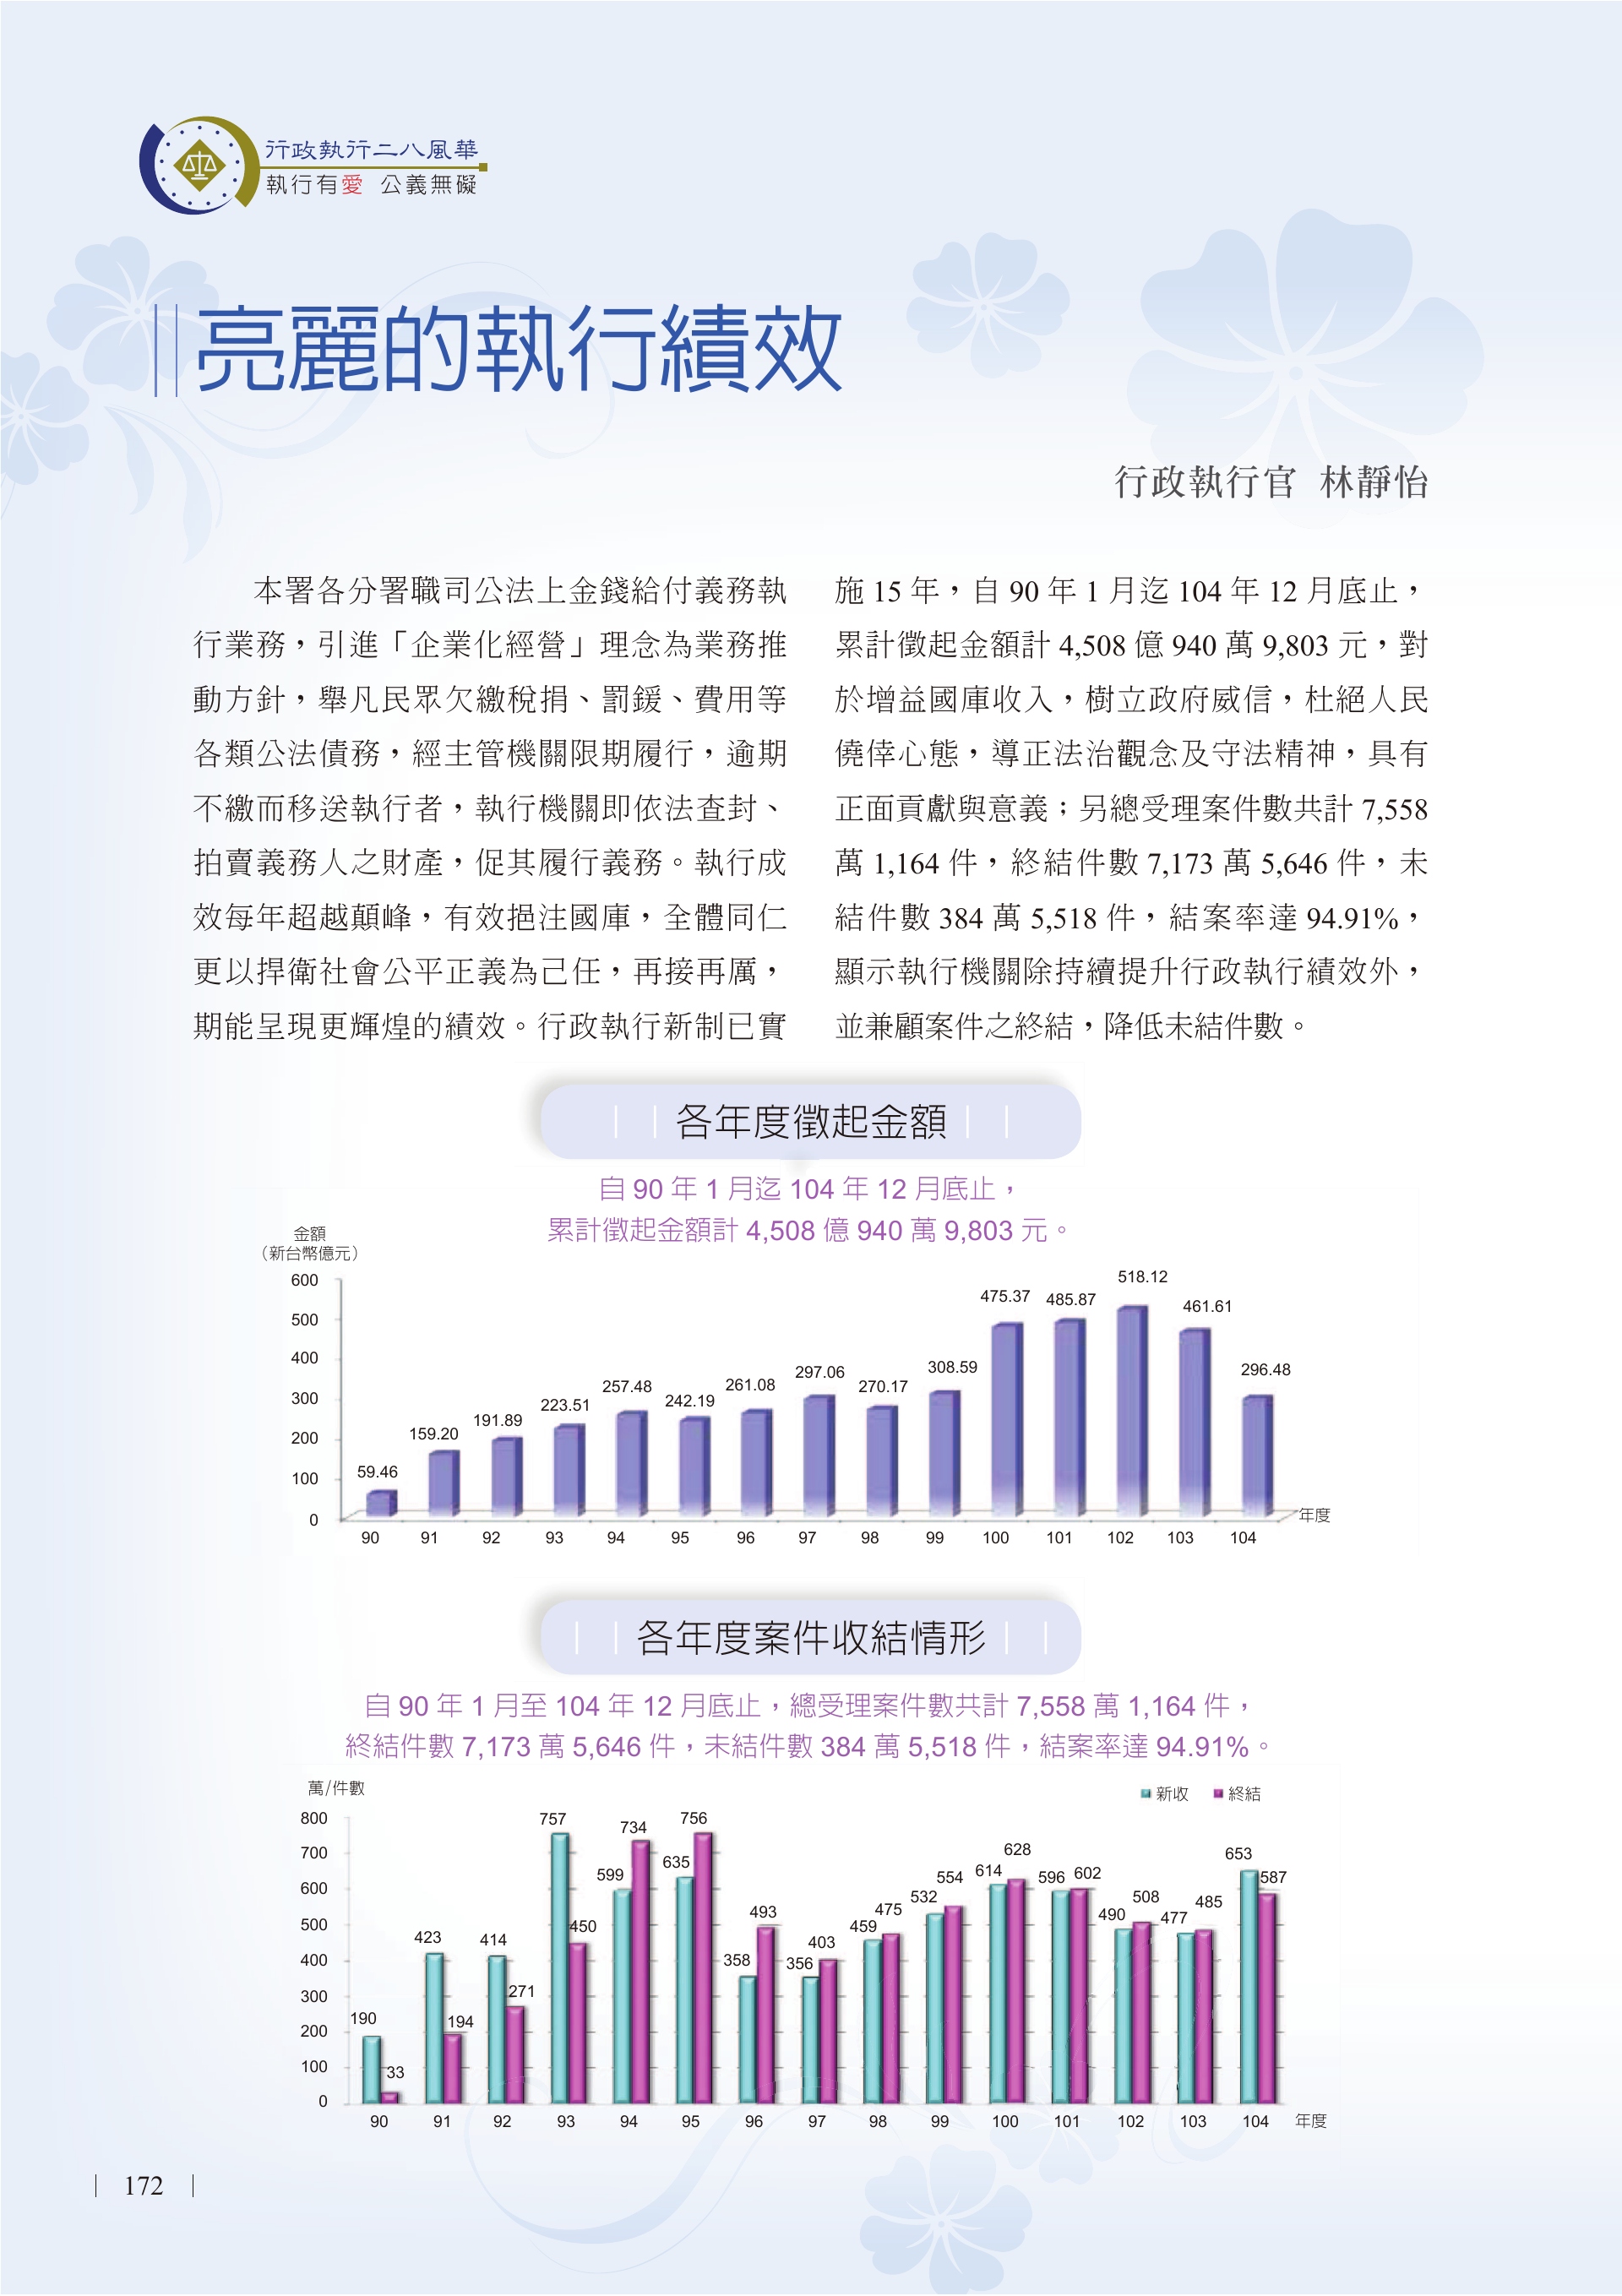 行政執行二八風華
執行有愛 公義無礙
亮麗的執行績效
行政執行官 林靜怡
本署各分署職司公法上金錢給付義務執
行業務，引進「企業化經營」理念為業務推
動方針，舉凡民眾欠繳稅捐、罰鍰、費用等
各類公法債務，經主管機關限期履行，逾期
不繳而移送執行者，執行機關即依法查封、
拍賣義務人之財產，促其履行義務。執行成
效每年超越顛峰，有效挹注國庫，全體同仁
更以捍衛社會公平正義為己任，再接再厲，
期能呈現更輝煌的績效。行政執行新制已實
施 15 年，自 90 年 1 月迄 104 年 12 月底止，
累計徵起金額計 4,508 億 940 萬 9,803 元，對
於增益國庫收入，樹立政府威信，杜絕人民
僥倖心態，導正法治觀念及守法精神，具有
正面貢獻與意義；另總受理案件數共計 7,558
萬 1,164 件，終結件數 7,173 萬 5,646 件，未
結件數 384 萬 5,518 件，結案率達 94.91%，
顯示執行機關除持續提升行政執行績效外，
並兼顧案件之終結，降低未結件數。
各年度徵起金額
自 90 年 1 月迄 104 年 12 月底止，
累計徵起金額計 4,508 億 940 萬 9,803 元。
金額
（新台幣億元）
600
500
400
300
200
100
0
59.46
159.20
191.89
223.51
257.48
242.19
261.08
297.06
270.17
308.59
475.37
485.87
518.12
461.61
296.48
90 91 92 93 94 95 96 97 98 99 100 101 102 103 104 年度
各年度案件收結情形
自 90 年 1 月至 104 年 12 月底止，總受理案件數共計 7,558 萬 1,164 件，
終結件數 7,173 萬 5,646 件，未結件數 384 萬 5,518 件，結案率達 94.91%。
萬/件數
新收 終結
800
700
600
500
400
300
200
100
0
190 33
423 194
414 271
757 450
599 734
635 756
358 493
356 403
459 475
532 554
614 628
596 602
490 508
477 485
653 587
90 91 92 93 94 95 96 97 98 99 100 101 102 103 104 年度
172